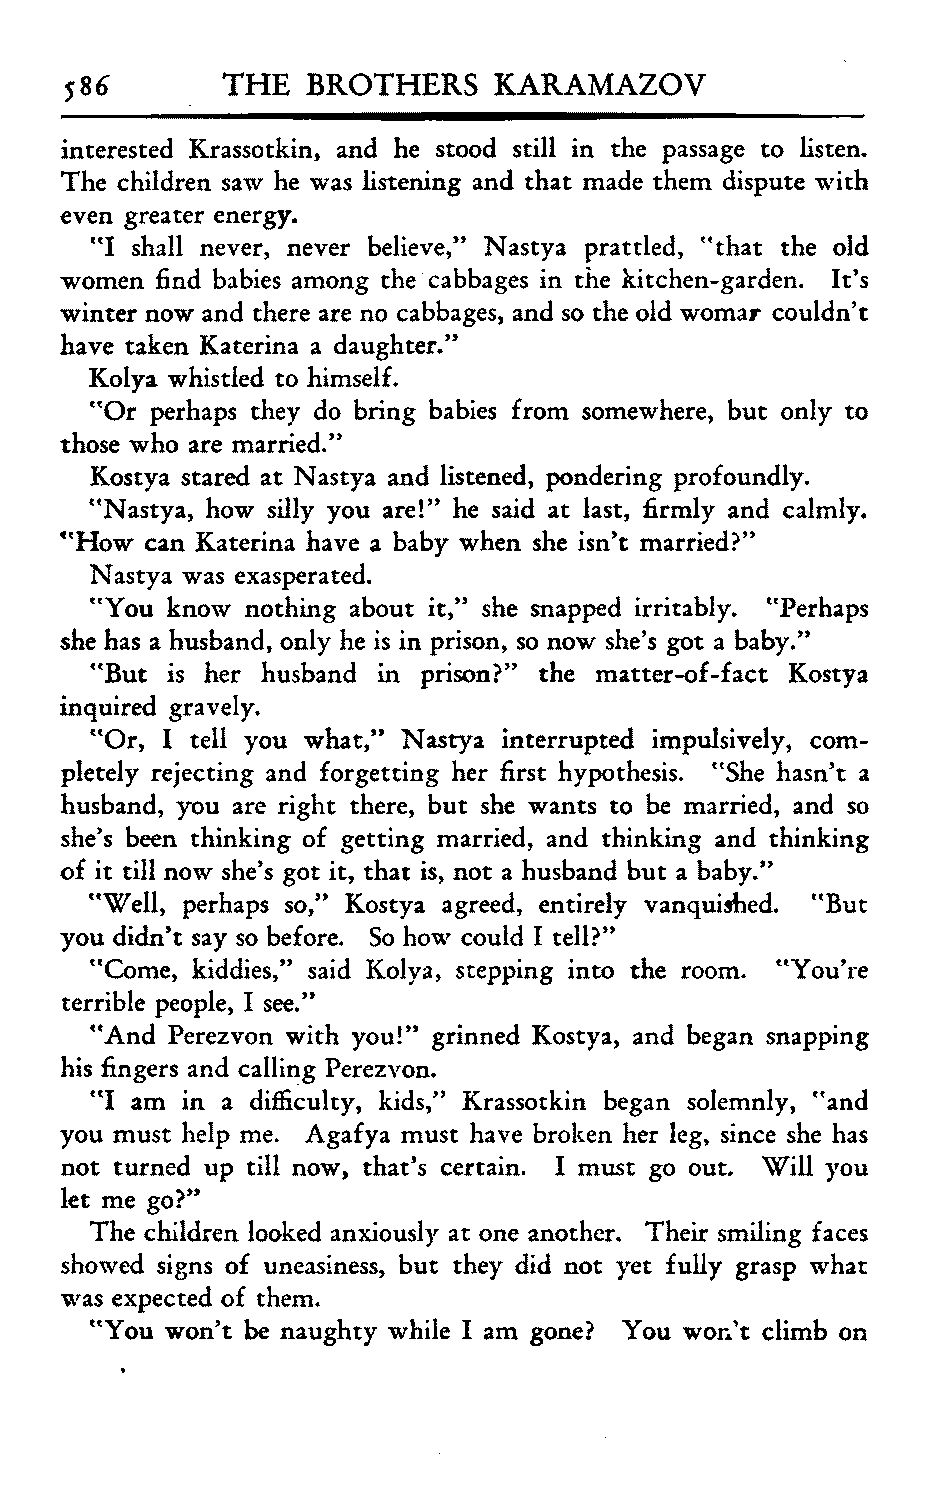 586 THE BROTHERS KARAMAZOV
interested Krassotkin, and he stood still in the passage to listen.
The children saw he was listening and that made them dispute with
even greater energy.
"I shall never, never believe," Nastya prattled, "that the old
women find babies among the cabbages in the kitchen-garden. It's
winter now and there are no cabbages, and so the old womar couldn't
have taken Katerina a daughter."
Kolya whistled to himself.
"Or perhaps they do bring babies from somewhere, but only to
those who are married."
Kostya stared at Nastya and listened, pondering profoundly.
"Nastya, how silly you are!" he said at last, firmly and calmly.
"How can Katerina have a baby when she isn't married?"
Nastya was exasperated.
"You know nothing about it," she snapped irritably. "Perhaps
she has a husband, only he is in prison, so now she's got a baby."
"But is her husband in prison?" the matter-of-fact Kostya
inquired gravely.
"Or, I tell you what," Nastya interrupted impulsively, com-
pletely rejecting and forgetting her first hypothesis. "She hasn't a
husband, you are right there, but she wants to be married, and so
she's been thinking of getting married, and thinking and thinking
of it till now she's got it, that is, not a husband but a baby."
"Well, perhaps so," Kostya agreed, entirely vanquished. "But
you didn't say so before. So how could I tell?"
"Come, kiddies," said Kolya, stepping into the room. "You're
terrible people, I see."
"And Perezvon with you!" grinned Kostya, and began snapping
his fingers and calling Perezvon.
"I am in a difficulty, kids," Krassotkin began solemnly, "and
you must help me. Agafya must have broken her leg, since she has
not turned up till now, that's certain. I must go out. Will you
let me go?"
The children looked anxiously at one another. Their smiling faces
showed signs of uneasiness, but they did not yet fully grasp what
was expected of them.
"You won't be naughty while I am gone? You won't climb on